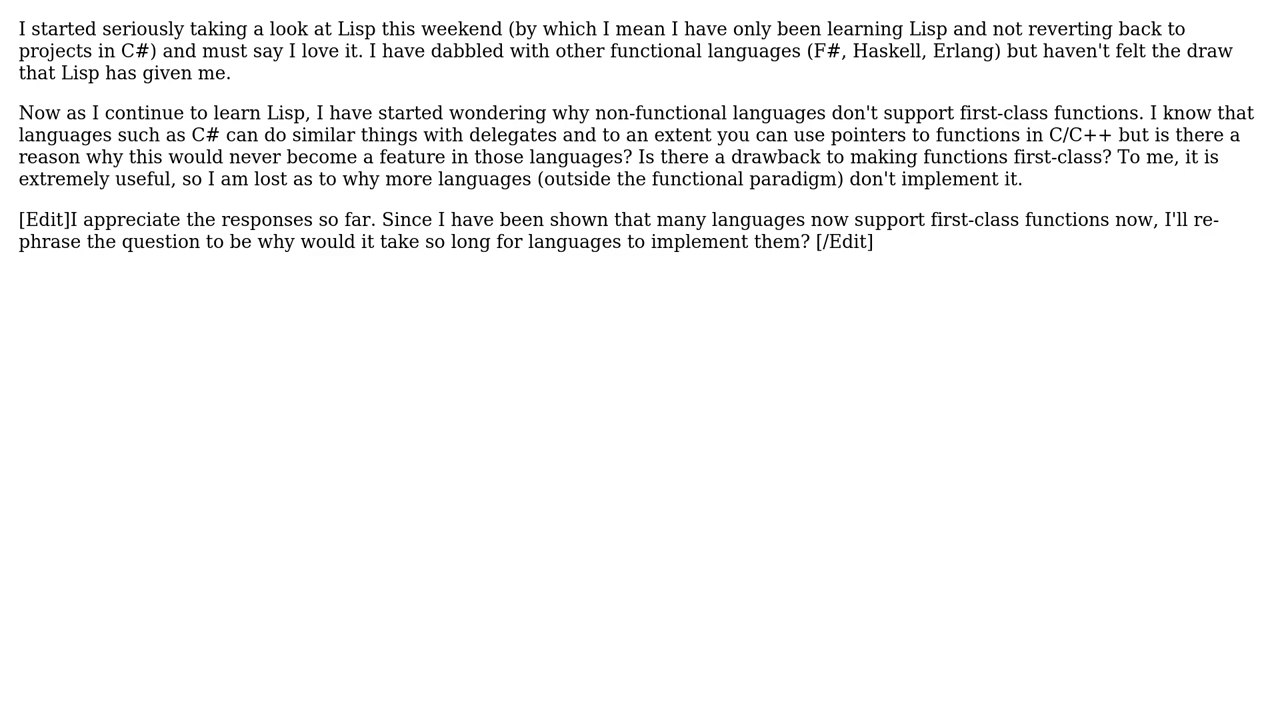 I started seriously taking a look at Lisp this weekend (by which I mean I have only been learning Lisp and not reverting back to
projects in C#) and must say I love it. I have dabbled with other functional languages (F#, Haskell, Erlang) but haven't felt the draw
that Lisp has given me.
Now as I continue to learn Lisp, I have started wondering why non-functional languages don't support first-class functions. I know that
languages such as C# can do similar things with delegates and to an extent you can use pointers to functions in C/C++ but is there a
reason why this would never become a feature in those languages? Is there a drawback to making functions first-class? To me, it is
extremely useful, so I am lost as to why more languages (outside the functional paradigm) don't implement it.
[Edit]I appreciate the responses so far. Since I have been shown that many languages now support first-class functions now, I'll re-
phrase the question to be why would it take so long for languages to implement them? [/Edit]